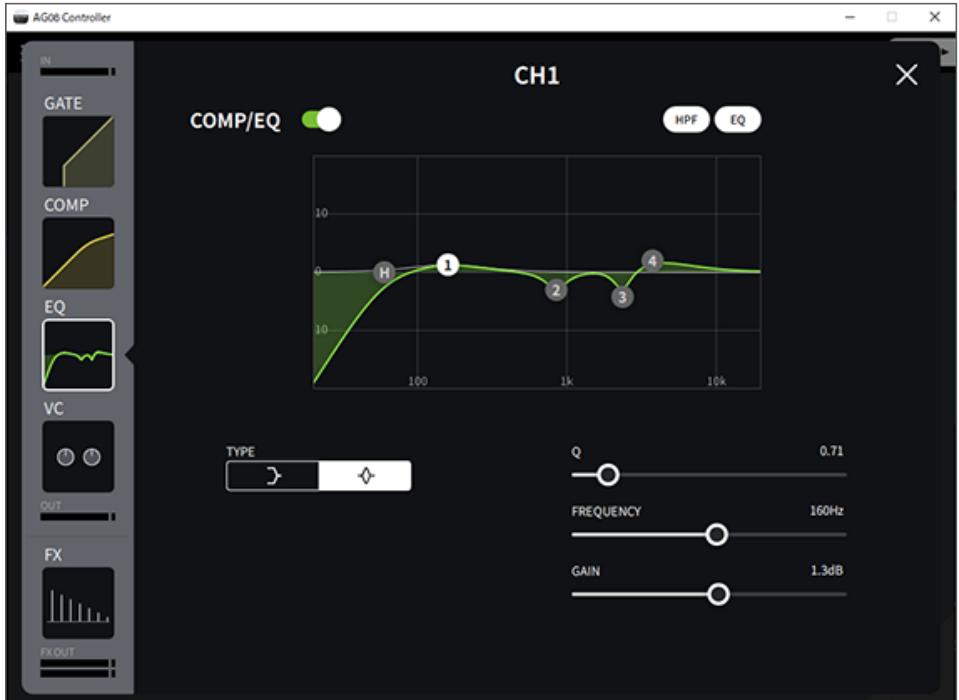 AG08 Controller
IN
CH1
GATE
COMP/EQ
HPF
EQ
COMP
10
0
10
100
1k
10k
H
1
2
3
4
EQ
VC
TYPE
Q
0.71
OUT
FREQUENCY
160Hz
FX
GAIN
1.3dB
FX OUT